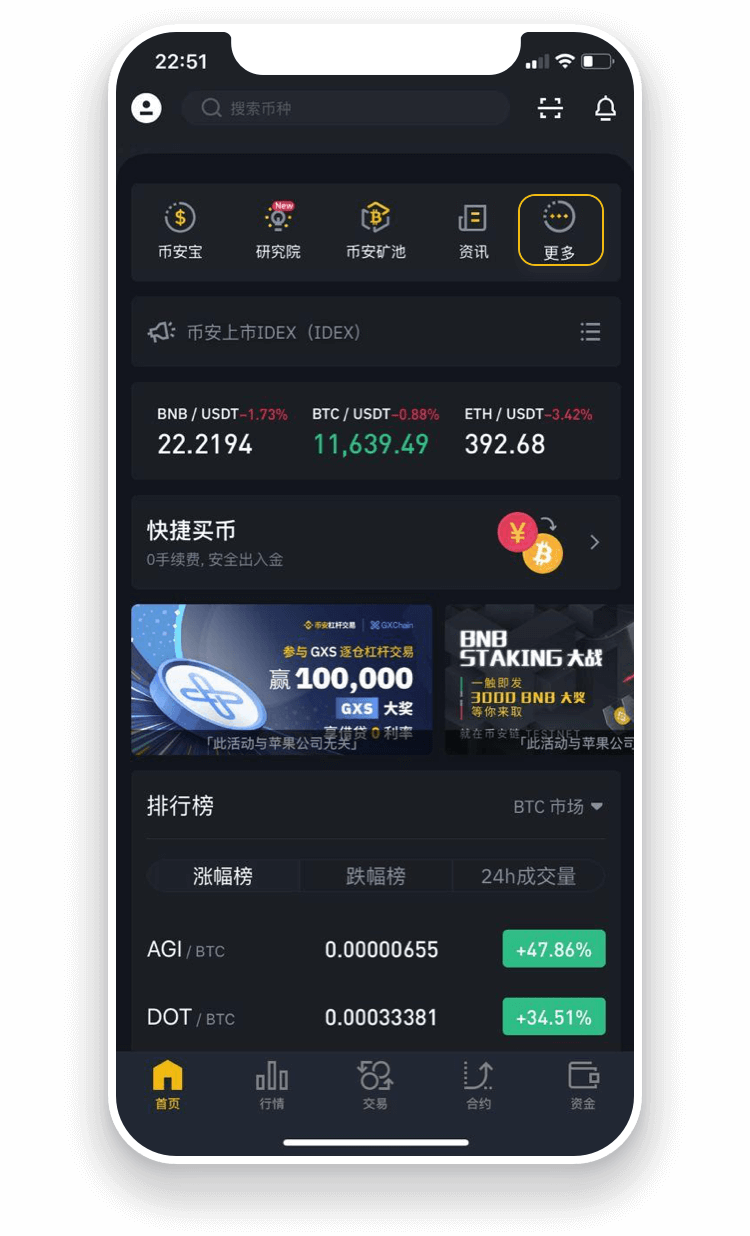 22:51
搜索币种
New
币安宝 研究院 币安矿池 资讯 更多
币安上市IDEX（IDEX）
BNB / USDT-1.73% BTC / USDT-0.88% ETH / USDT-3.42%
22.2194 11,639.49 392.68
快捷买币
0手续费, 安全出入金
¥
币安杠杆交易 GXChain
参与 GXS 逐仓杠杆交易
赢 100,000
GXS 大奖
享借贷 0 利率
「此活动与苹果公司无关」
BNB
STAKING 大战
一触即发
3000 BNB 大奖
等你来取
就在币安链 TESTNET
「此活动与苹果公司
排行榜 BTC 市场
涨幅榜 跌幅榜 24h成交量
AGI / BTC 0.00000655 +47.86%
DOT / BTC 0.00033381 +34.51%
首页 行情 交易 合约 资金